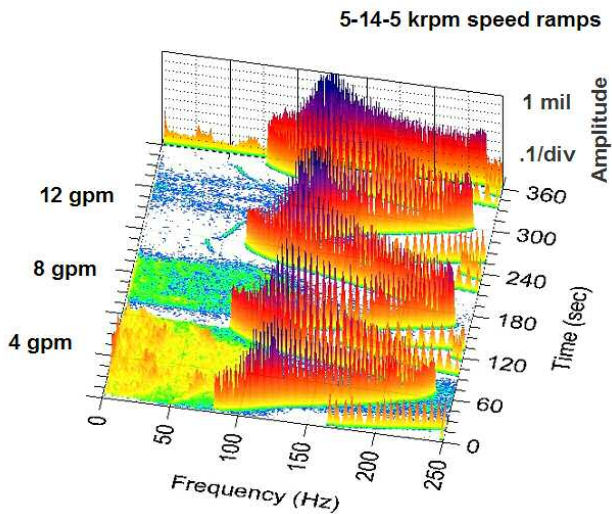 5-14-5 krpm speed ramps
1 mil
.1/div
Amplitude
12 gpm
8 gpm
4 gpm
360
300
240
180
120
60
0
Time (sec)
0
50
100
150
200
250
Frequency (Hz)